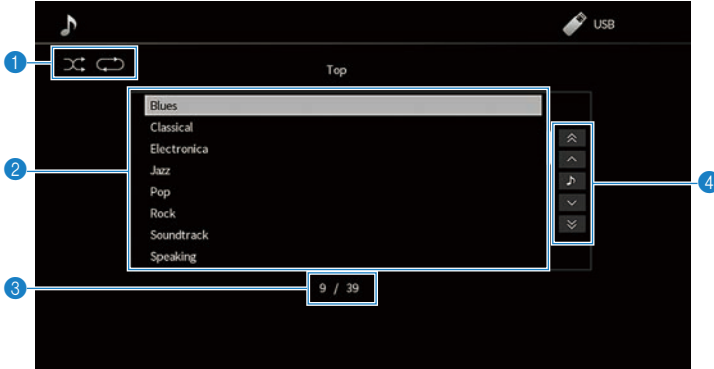 USB
1
Top
Blues
Classical
Electronica
2
Jazz
4
Pop
Rock
Soundtrack
Speaking
3
9 / 39